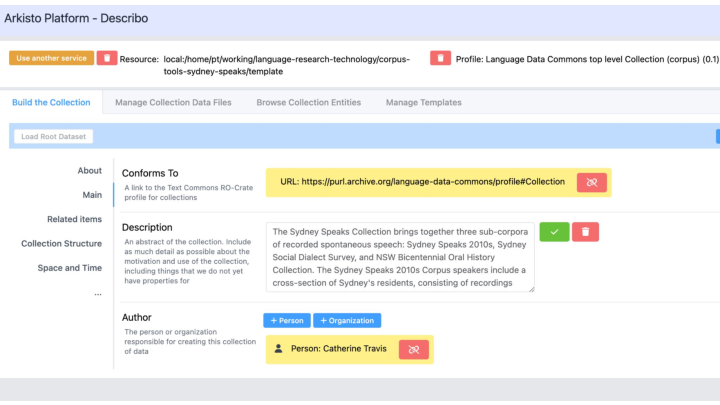 Arkisto Platform - Describo
Use another service
Resource: local:/home/pt/working/language-research-technology/corpus-
tools-sydney-speaks/template
Profile: Language Data Commons top level Collection (corpus) (0.1)
Build the Collection
Manage Collection Data Files
Browse Collection Entities
Manage Templates
Load Root Dataset
About
Main
Related items
Collection Structure
Space and Time
...
Conforms To
A link to the Text Commons RO-Crate
profile for collections
URL: https://purl.archive.org/language-data-commons/profile#Collection
Description
An abstract of the collection. Include
as much detail as possible about the
motivation and use of the collection,
including things that we do not yet
have properties for
The Sydney Speaks Collection brings together three sub-corpora
of recorded spontaneous speech: Sydney Speaks 2010s, Sydney
Social Dialect Survey, and NSW Bicentennial Oral History
Collection. The Sydney Speaks 2010s Corpus speakers include a
cross-section of Sydney's residents, consisting of recordings
Author
The person or organization
responsible for creating this collection
of data
+ Person
+ Organization
Person: Catherine Travis